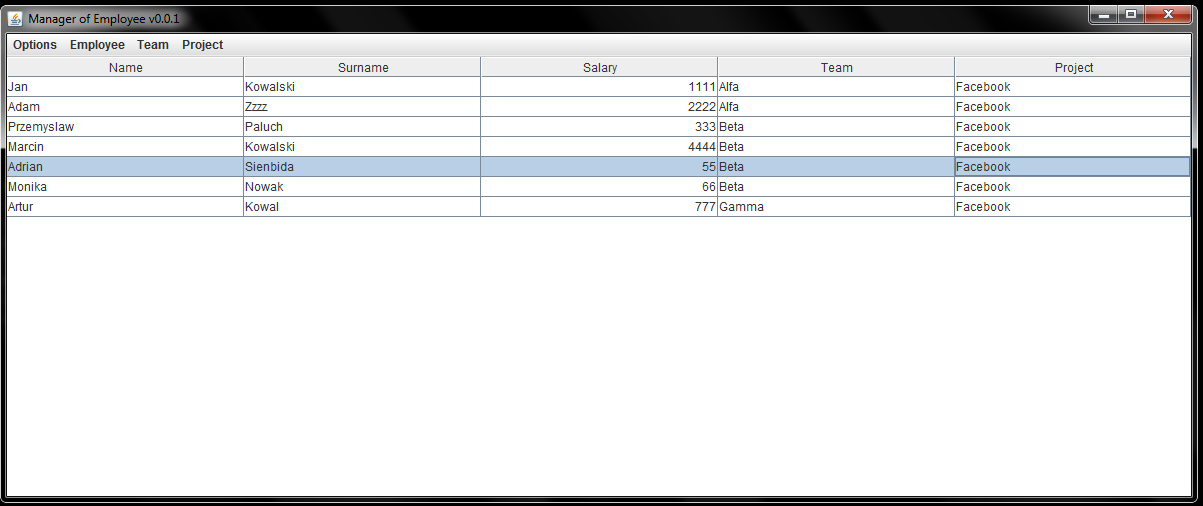 Manager of Employee v0.0.1
Options Employee Team Project
Name Surname Salary Team Project
Jan Kowalski 1111 Alfa Facebook
Adam Zzzz 2222 Alfa Facebook
Przemyslaw Paluch 333 Beta Facebook
Marcin Kowalski 4444 Beta Facebook
Adrian Sienbida 55 Beta Facebook
Monika Nowak 66 Beta Facebook
Artur Kowal 777 Gamma Facebook